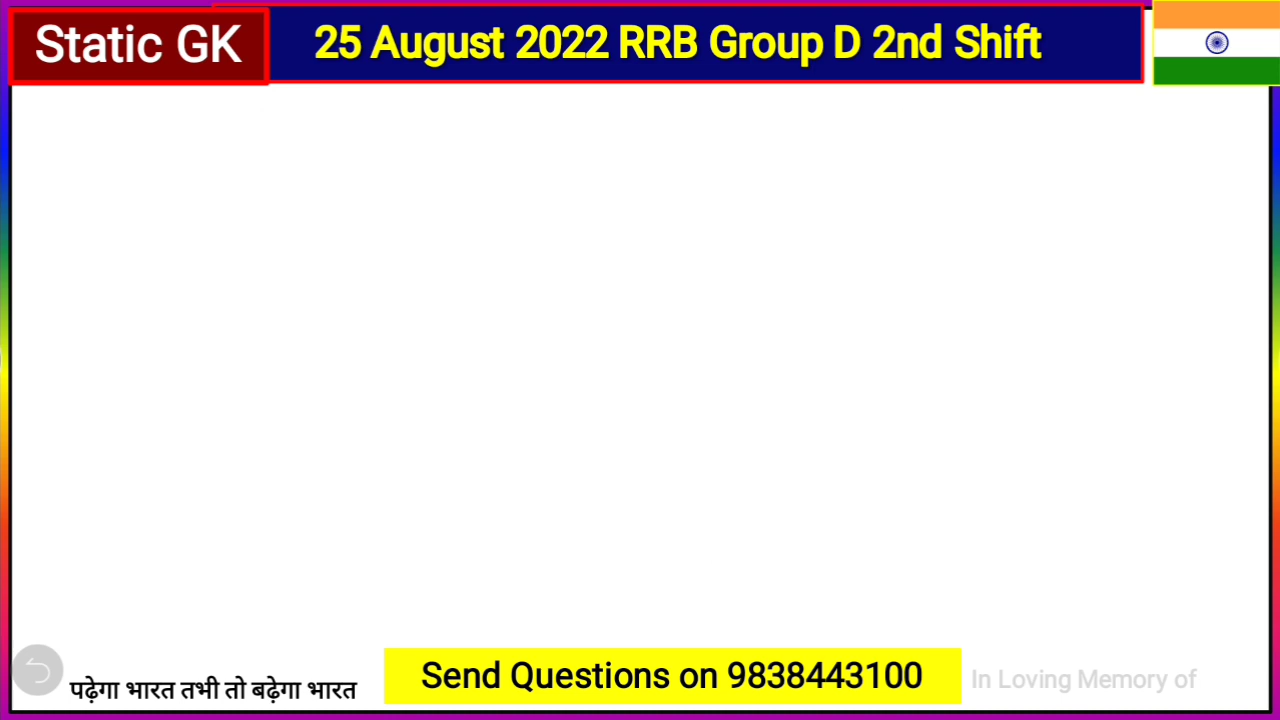 Static GK
25 August 2022 RRB Group D 2nd Shift
पढ़ेगा भारत तभी तो बढ़ेगा भारत
Send Questions on 9838443100
In Loving Memory of